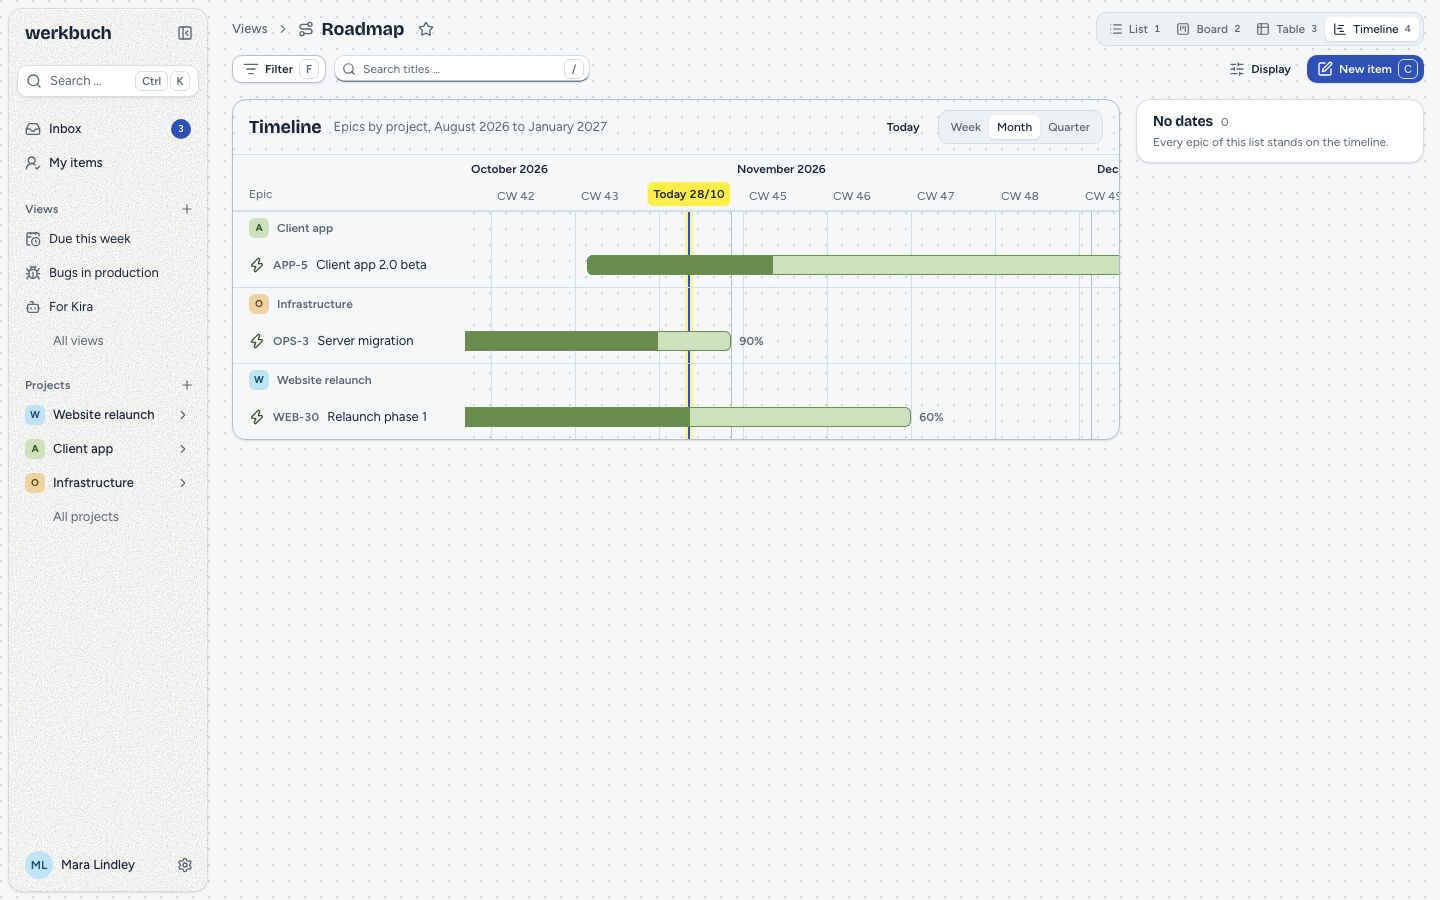 werkbuch
Search ... Ctrl K
Inbox 3
My items
Views
Due this week
Bugs in production
For Kira
All views
Projects
W Website relaunch
A Client app
O Infrastructure
All projects
ML Mara Lindley
Views Roadmap
List 1 Board 2 Table 3 Timeline 4
Filter F Search titles ... / Display New item C
Timeline Epics by project, August 2026 to January 2027 Today Week Month Quarter
October 2026 November 2026 Dec
Epic CW 42 CW 43 Today 28/10 CW 45 CW 46 CW 47 CW 48 CW 49
A Client app
APP-5 Client app 2.0 beta
O Infrastructure
OPS-3 Server migration 90%
W Website relaunch
WEB-30 Relaunch phase 1 60%
No dates 0
Every epic of this list stands on the timeline.